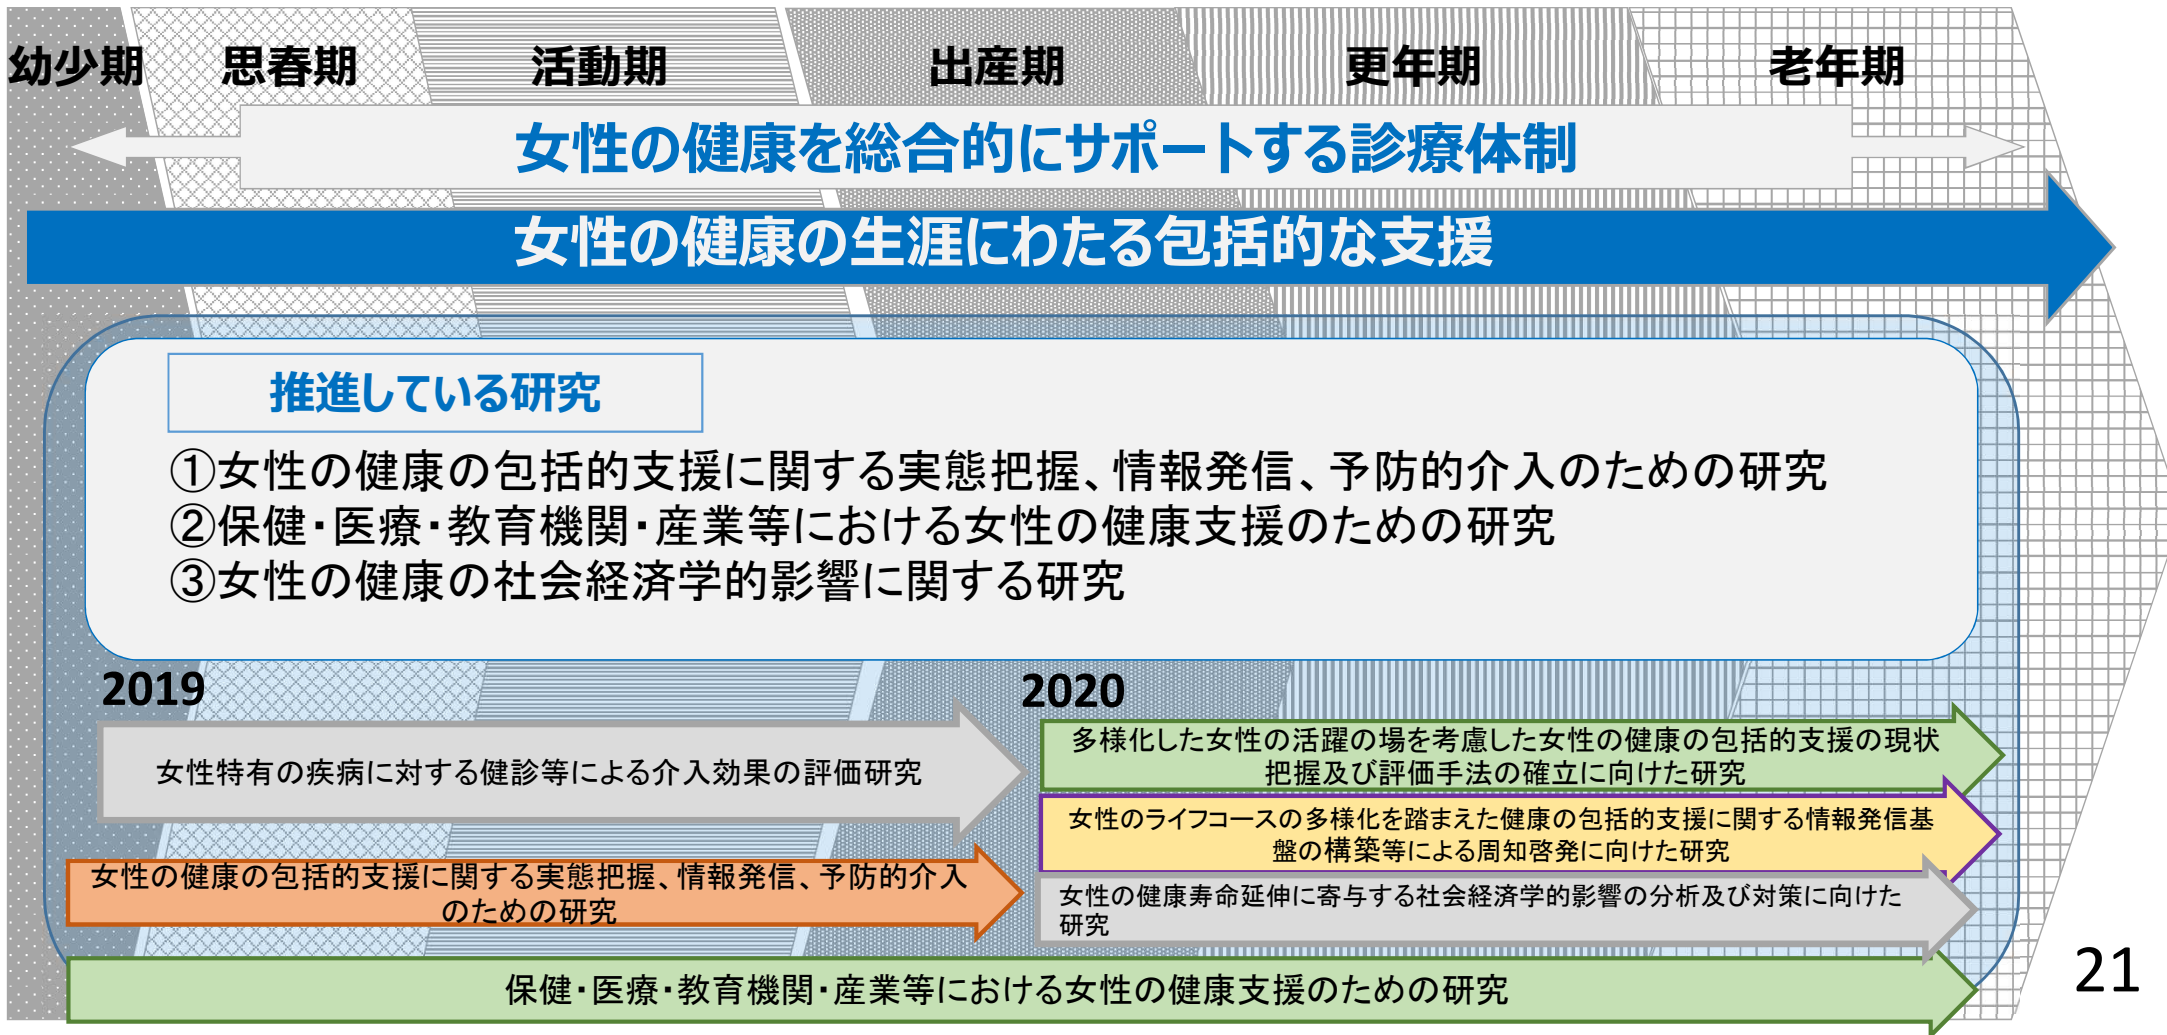 幼少期
思春期
活動期
出産期
更年期
老年期
女性の健康を総合的にサポートする診療体制
女性の健康の生涯にわたる包括的な支援
推進している研究
①女性の健康の包括的支援に関する実態把握、情報発信、予防的介入のための研究
②保健・医療・教育機関・産業等における女性の健康支援のための研究
③女性の健康の社会経済学的影響に関する研究
2019
女性特有の疾病に対する健診等による介入効果の評価研究
女性の健康の包括的支援に関する実態把握、情報発信、予防的介入
のための研究
2020
多様化した女性の活躍の場を考慮した女性の健康の包括的支援の現状
把握及び評価手法の確立に向けた研究
女性のライフコースの多様化を踏まえた健康の包括的支援に関する情報発信基
盤の構築等による周知啓発に向けた研究
女性の健康寿命延伸に寄与する社会経済学的影響の分析及び対策に向けた
研究
保健・医療・教育機関・産業等における女性の健康支援のための研究
21